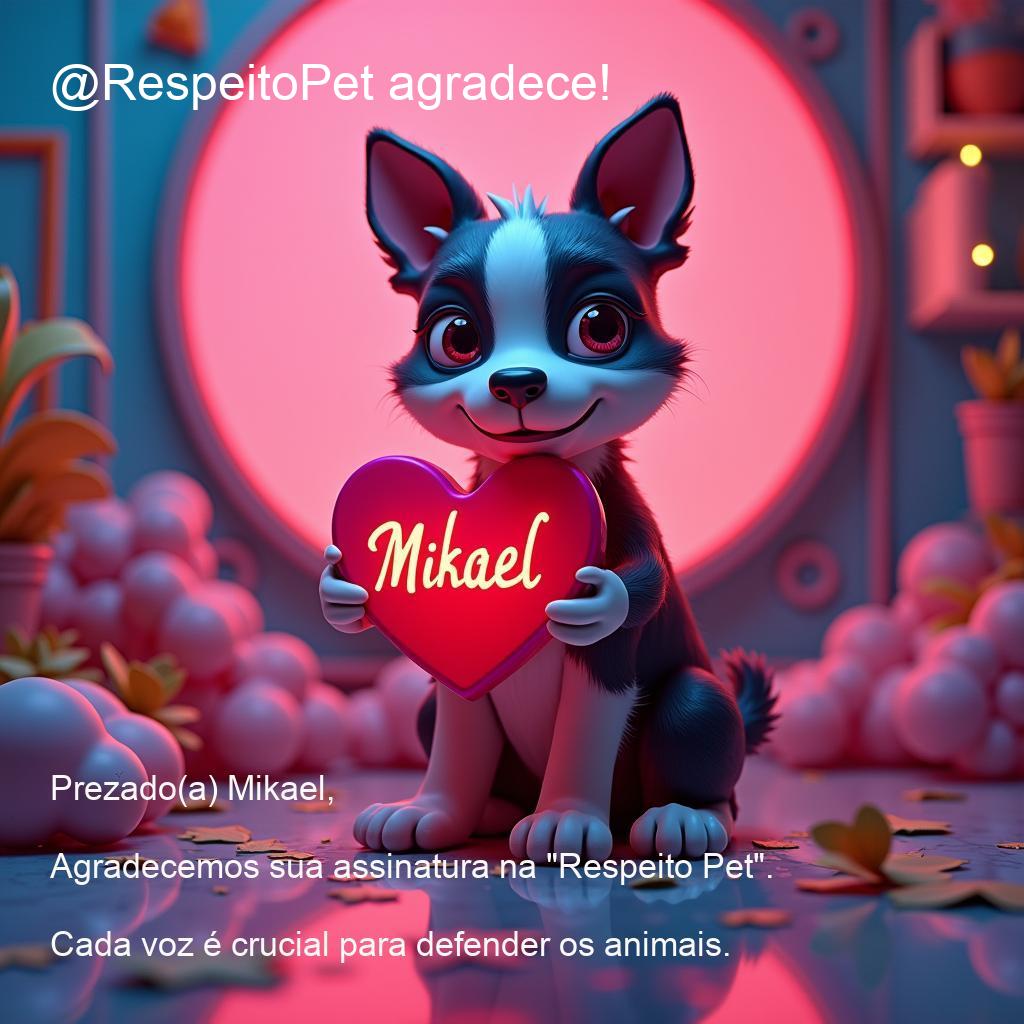 @RespeitoPet agradece!
Mikael
Prezado(a) Mikael,
Agradecemos sua assinatura na "Respeito Pet".
Cada voz é crucial para defender os animais.